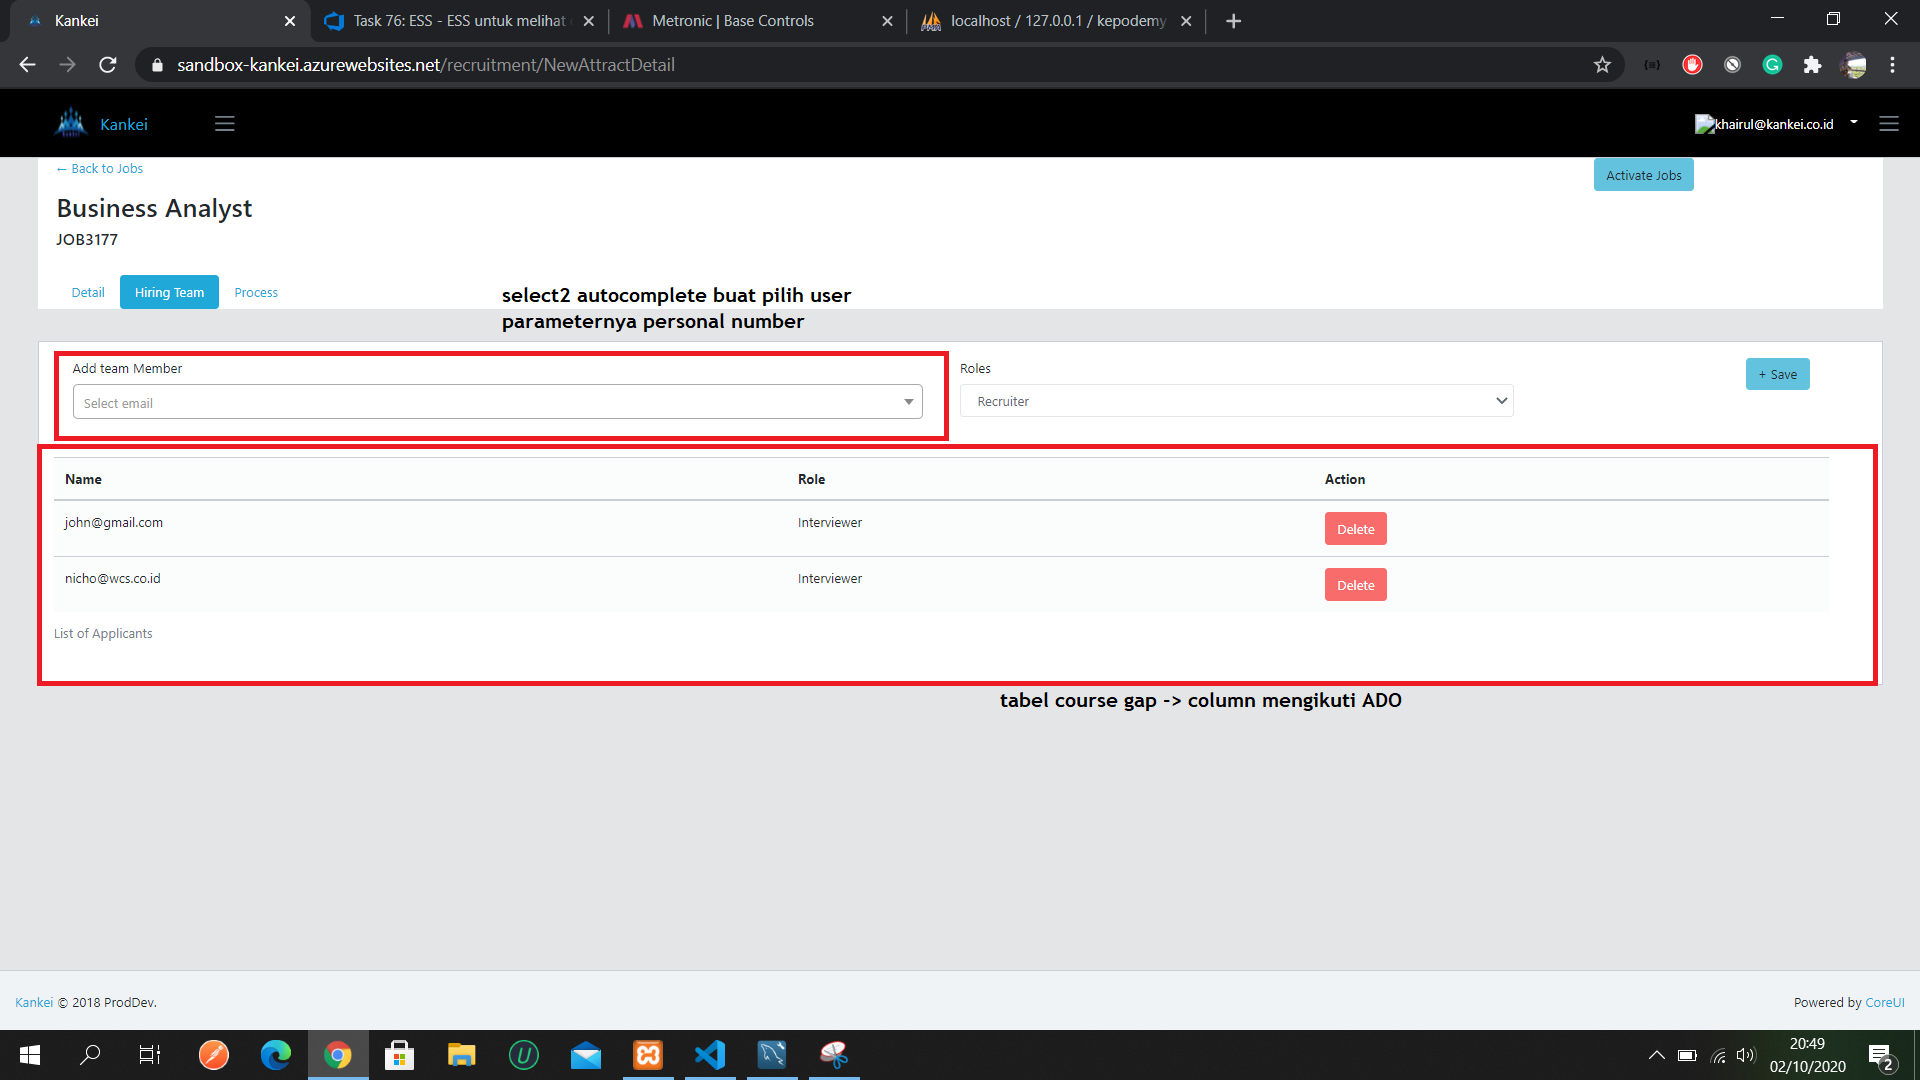 Kankei
Task 76: ESS - ESS untuk melihat
Metronic | Base Controls
localhost / 127.0.0.1 / kepodemy
sandbox-kankei.azurewebsites.net/recruitment/NewAttractDetail
Kankei
khairul@kankei.co.id
← Back to Jobs
Activate Jobs
Business Analyst
JOB3177
Detail
Hiring Team
Process
select2 autocomplete buat pilih user
parameternya personal number
Add team Member
Roles
+ Save
Select email
Recruiter
Name
Role
Action
john@gmail.com
Interviewer
Delete
nicho@wcs.co.id
Interviewer
Delete
List of Applicants
tabel course gap -> column mengikuti ADO
Kankei © 2018 ProdDev.
Powered by CoreUI
20:49
02/10/2020
2